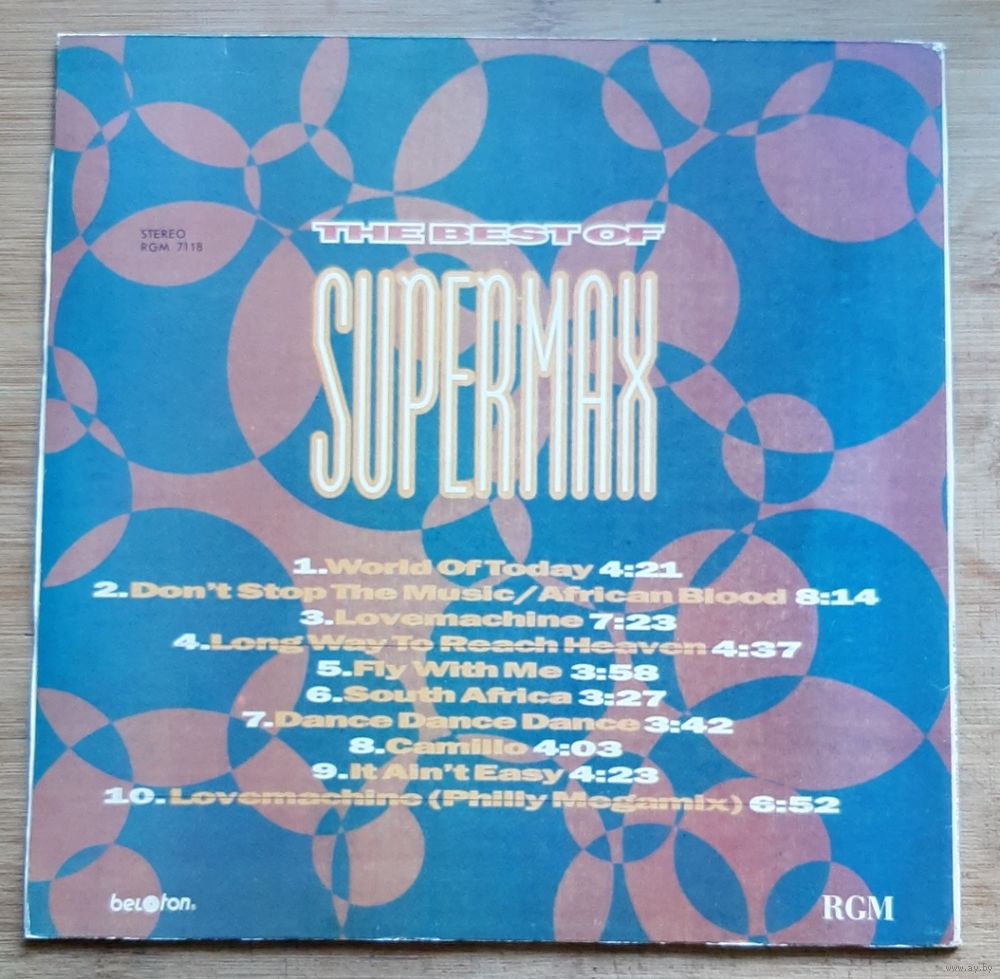 STEREO
RGM 7118
THE BEST OF
SUPERMAX
1.World Of Today 4:21
2.Don't Stop The Music/African Blood 8:14
3.Lovemachine 7:23
4.Long Way To Reach Heaven 4:37
5.Fly With Me 3:58
6.South Africa 3:27
7.Dance Dance Dance 3:42
8.Camillo 4:03
9.It Ain't Easy 4:23
10.Lovemachine (Philly Megamix) 6:52
beloton®
RGM
www.ay.by